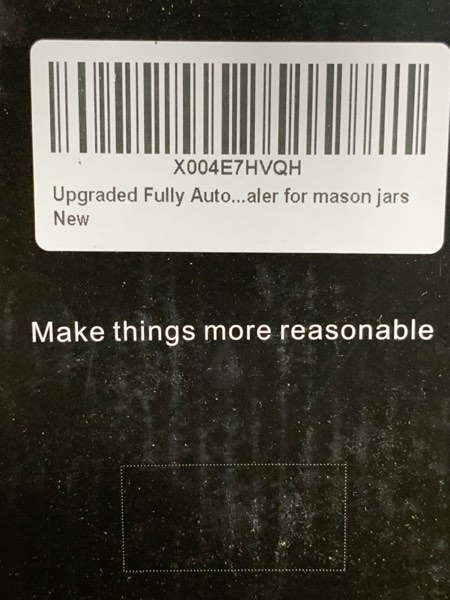 X004E7HVQH
Upgraded Fully Auto...aler for mason jars
New
Make things more reasonable